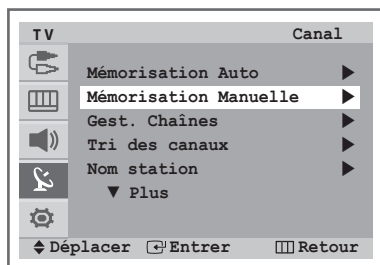 TV Canal
Mémorisation Auto
Mémorisation Manuelle
Gest. Chaînes
Tri des canaux
Nom station
▼ Plus
Déplacer Entrer Retour